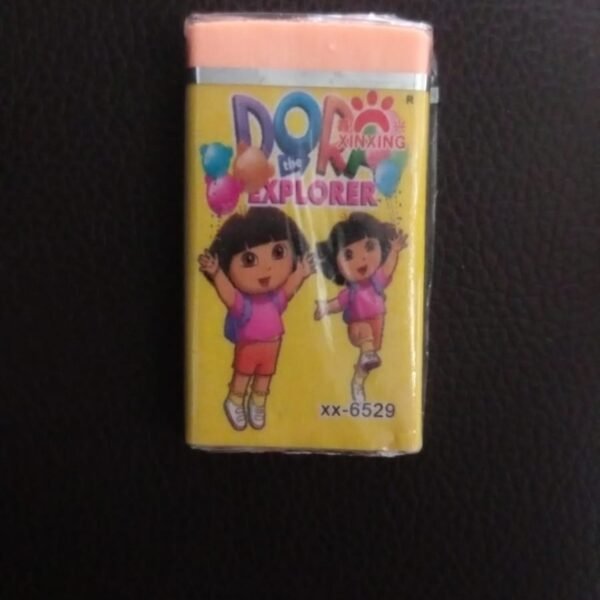 DORA
XINXING
R
the
EXPLORER
xx-6529